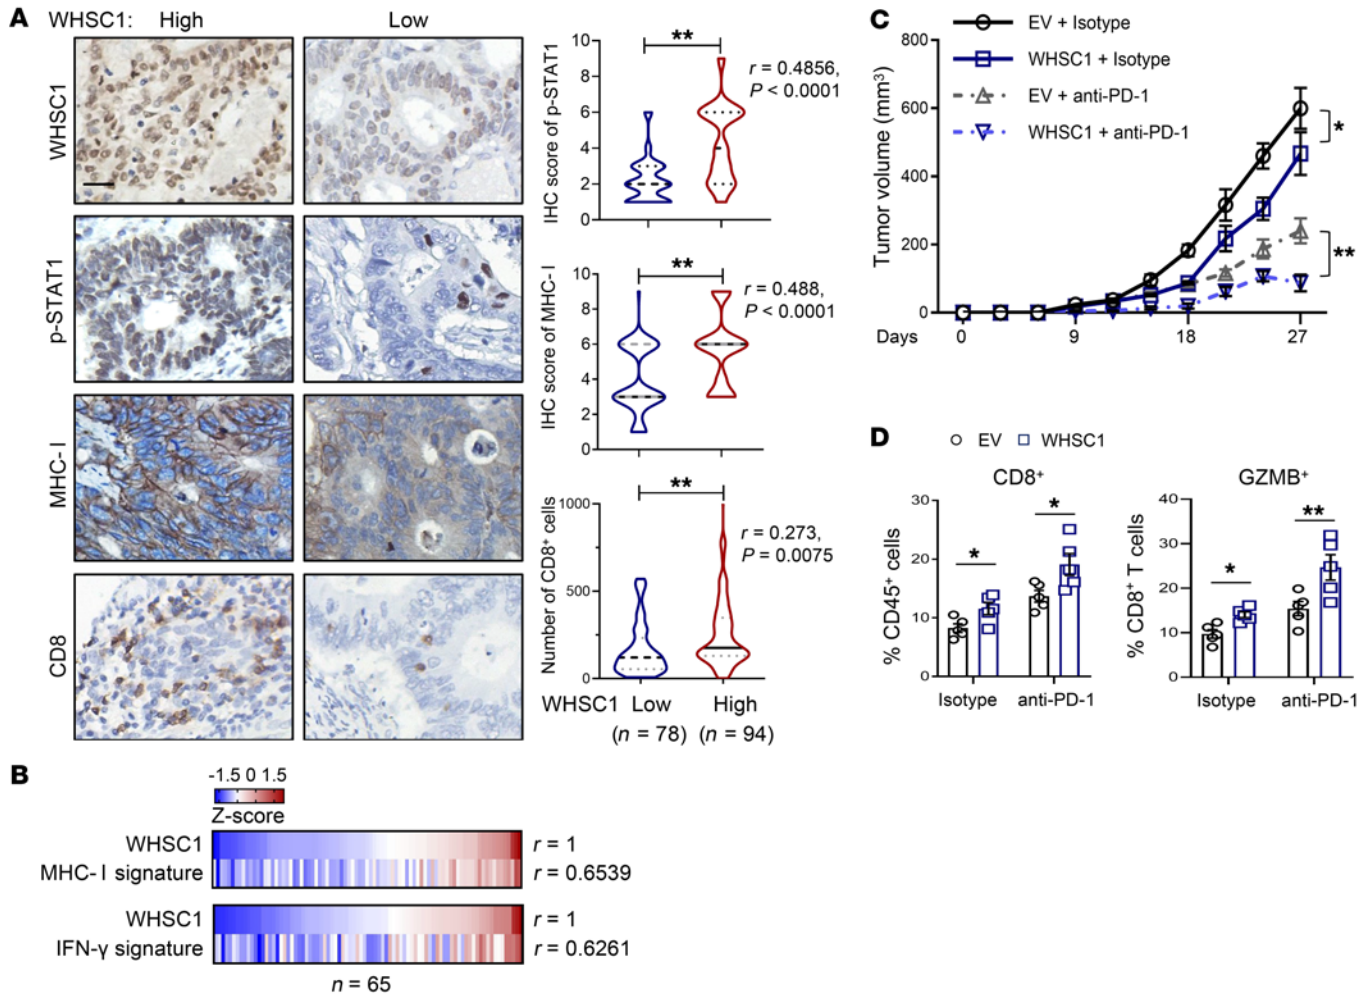 A
WHSC1: High Low
WHSC1
p-STAT1
MHC-I
CD8
IHC score of p-STAT1
10
8
6
4
2
0
**
r = 0.4856,
P < 0.0001
IHC score of MHC-I
10
8
6
4
2
0
**
r = 0.488,
P < 0.0001
Number of CD8+ cells
1000
500
0
**
r = 0.273,
P = 0.0075
WHSC1 Low High
(n = 78) (n = 94)
B
-1.5 0 1.5
Z-score
WHSC1 r = 1
MHC-I signature r = 0.6539
WHSC1 r = 1
IFN-γ signature r = 0.6261
n = 65
C
EV + Isotype
WHSC1 + Isotype
EV + anti-PD-1
WHSC1 + anti-PD-1
Tumor volume (mm³)
800
600
400
200
0
*
**
Days 0 9 18 27
D
EV WHSC1
CD8+
% CD45+ cells
30
20
10
0
*
*
Isotype anti-PD-1
GZMB+
% CD8+ T cells
40
30
20
10
0
*
**
Isotype anti-PD-1